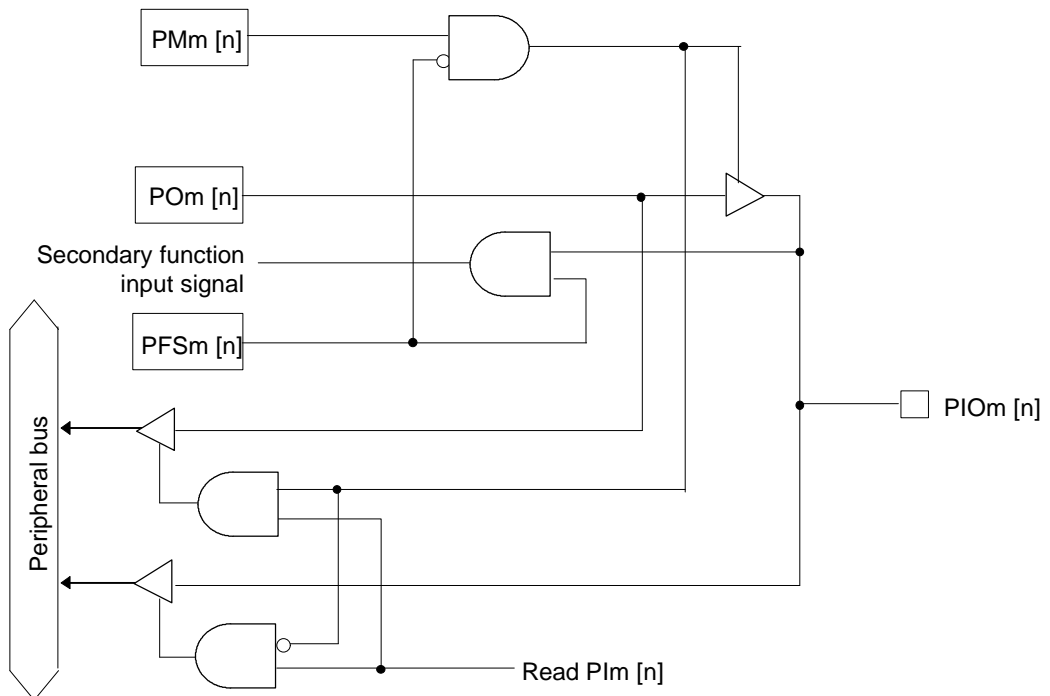 PMm [n]
POm [n]
Secondary function
input signal
PFSm [n]
PIOm [n]
Peripheral bus
Read PIm [n]